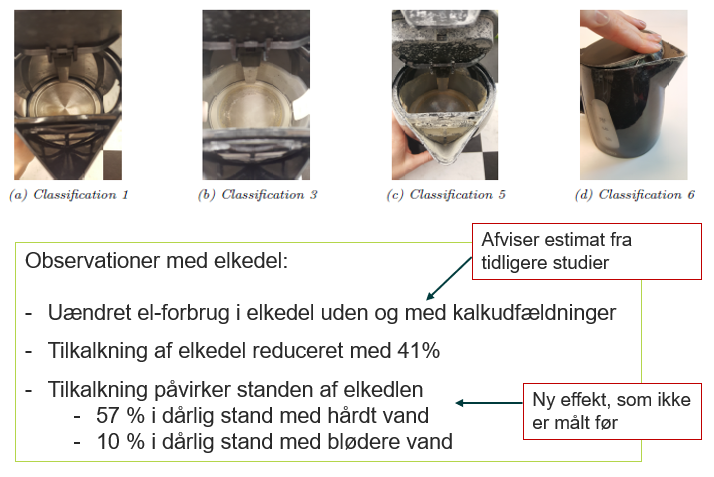 (a) Classification 1
(b) Classification 3
(c) Classification 5
(d) Classification 6
Afviser estimat fra
tidligere studier
Observationer med elkedel:
- Uændret el-forbrug i elkedel uden og med kalkudfældninger
- Tilkalkning af elkedel reduceret med 41%
- Tilkalkning påvirker standen af elkedlen
- 57 % i dårlig stand med hårdt vand
- 10 % i dårlig stand med blødere vand
Ny effekt, som ikke
er målt før